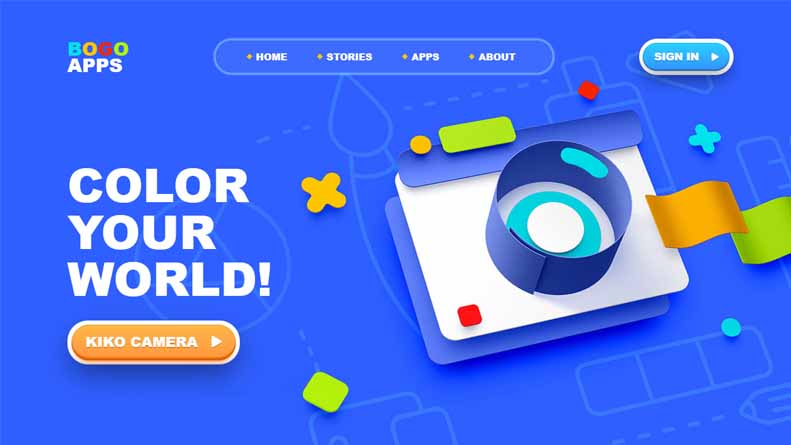 BOGO
APPS
HOME
STORIES
APPS
ABOUT
SIGN IN
COLOR
YOUR
WORLD!
KIKO CAMERA